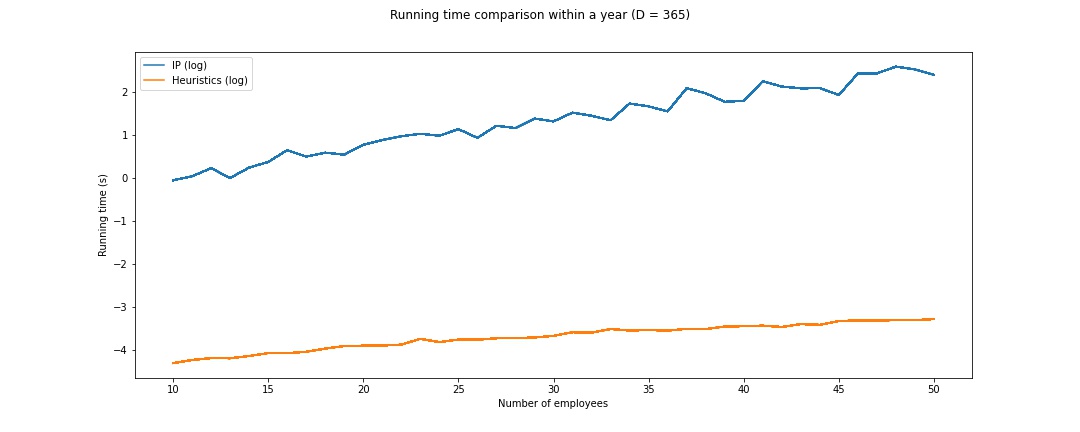 Running time comparison within a year (D = 365)
IP (log)
Heuristics (log)
Running time (s)
2
1
0
−1
−2
−3
−4
10 15 20 25 30 35 40 45 50
Number of employees